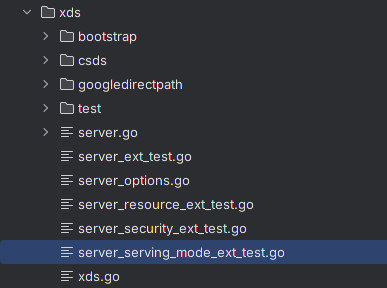 xds
bootstrap
csds
googledirectpath
test
server.go
server_ext_test.go
server_options.go
server_resource_ext_test.go
server_security_ext_test.go
server_serving_mode_ext_test.go
xds.go